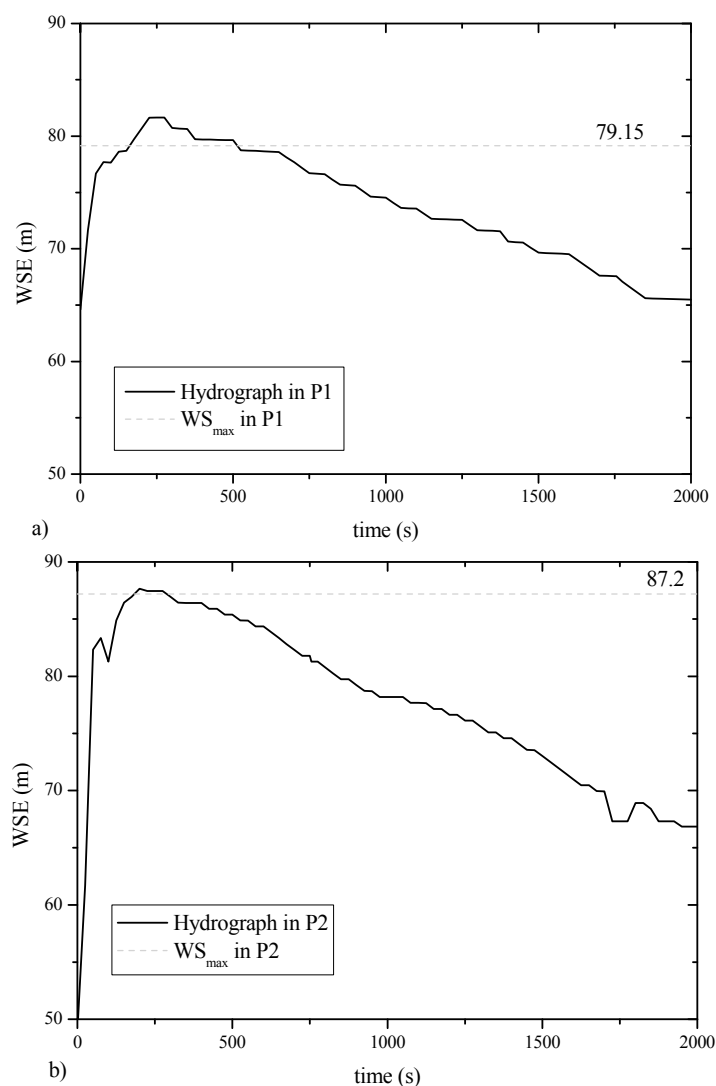 90
80
70
60
50
WSE (m)
79.15
Hydrograph in P1
WSmax in P1
0 500 1000 1500 2000
a)
time (s)
90
80
70
60
50
WSE (m)
87.2
Hydrograph in P2
WSmax in P2
0 500 1000 1500 2000
b)
time (s)